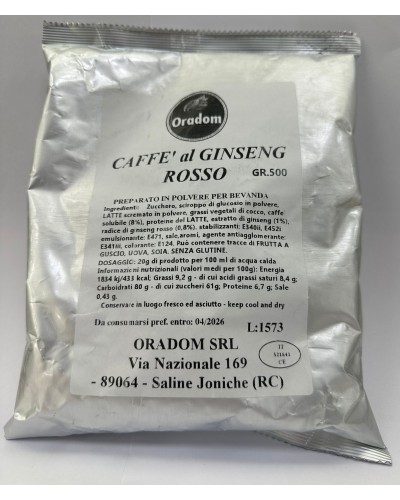 Oradom
CAFFE' al GINSENG
ROSSO
GR.500
PREPARATO IN POLVERE PER BEVANDA
Ingredienti: Zucchero, sciroppo di glucosio in polvere,
LATTE scremato in polvere, grassi vegetali di cocco, caffe
solubile (8%), proteine del LATTE, estratto di ginseng (1%),
radice di ginseng rosso (0,8%), stabilizzanti: E340ii, E452i
emulsionante: E471, sale, aromi, agente antiagglomerante:
E341iii, colorante: E124. Può contenere tracce di FRUTTA A
GUSCIO, UOVA, SOIA. SENZA GLUTINE.
DOSAGGIO: 20g di prodotto per 100 ml di acqua calda
Informazioni nutrizionali (valori medi per 100g): Energia
1834 kj/433 kcal; Grassi 9,2 g - di cui acidi grassi saturi 8,4 g;
Carboidrati 80 g - di cui zuccheri 61g; Proteine 6,7 g; Sale
0,43 g.
Conservare in luogo fresco ed asciutto - keep cool and dry
Da consumarsi pref. entro: 04/2026
L:1573
ORADOM SRL
Via Nazionale 169
- 89064 - Saline Joniche (RC)
IT
CE